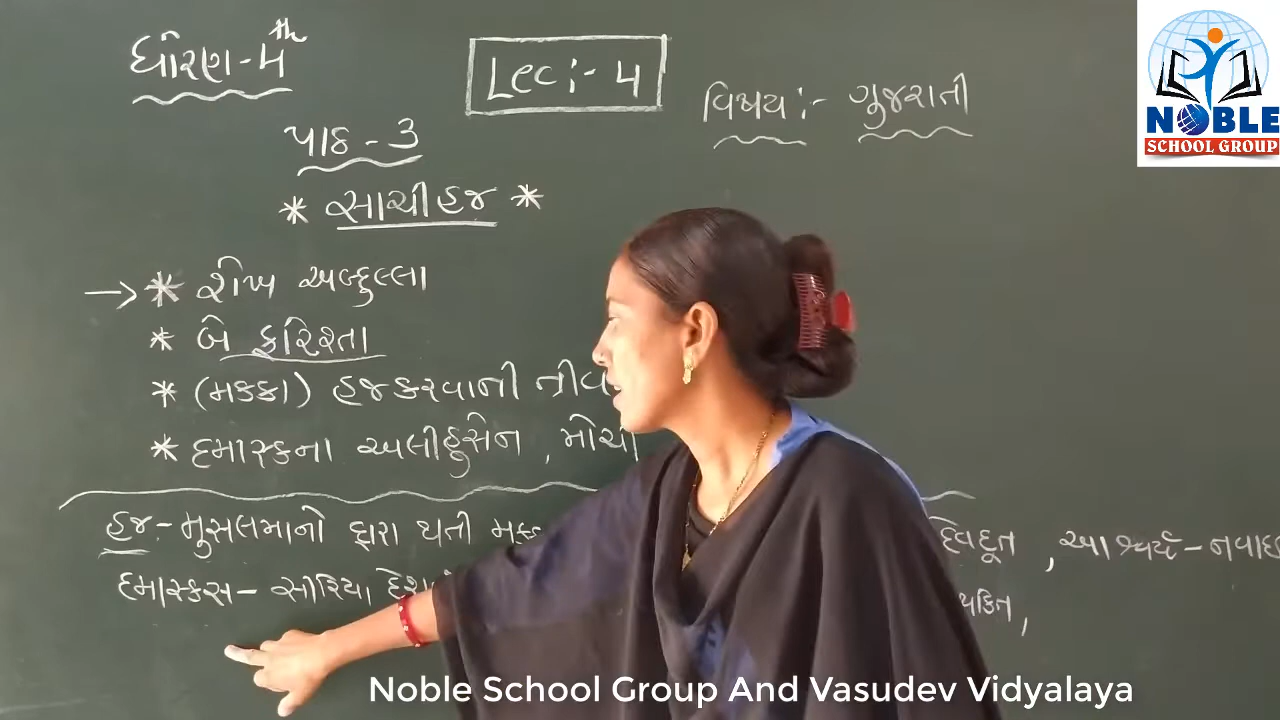 ધોરણ - 4th
Lec :- 4
વિષય :- ગુજરાતી
પાઠ - 3
* સાચી હજ *
→ * શેખ અબ્દુલ્લા
* બે ફરિશ્તા
* (મક્કા) હજ કરવાની
* દમાસ્કના અલીહુસેન , મોચી
હજ :- મુસલમાનો દ્વારા થતી દેવદૂત , આશ્ચર્ય - નવાઇ
દમાસ્કસ - સીરિયા
NOBLE
SCHOOL GROUP
Noble School Group And Vasudev Vidyalaya